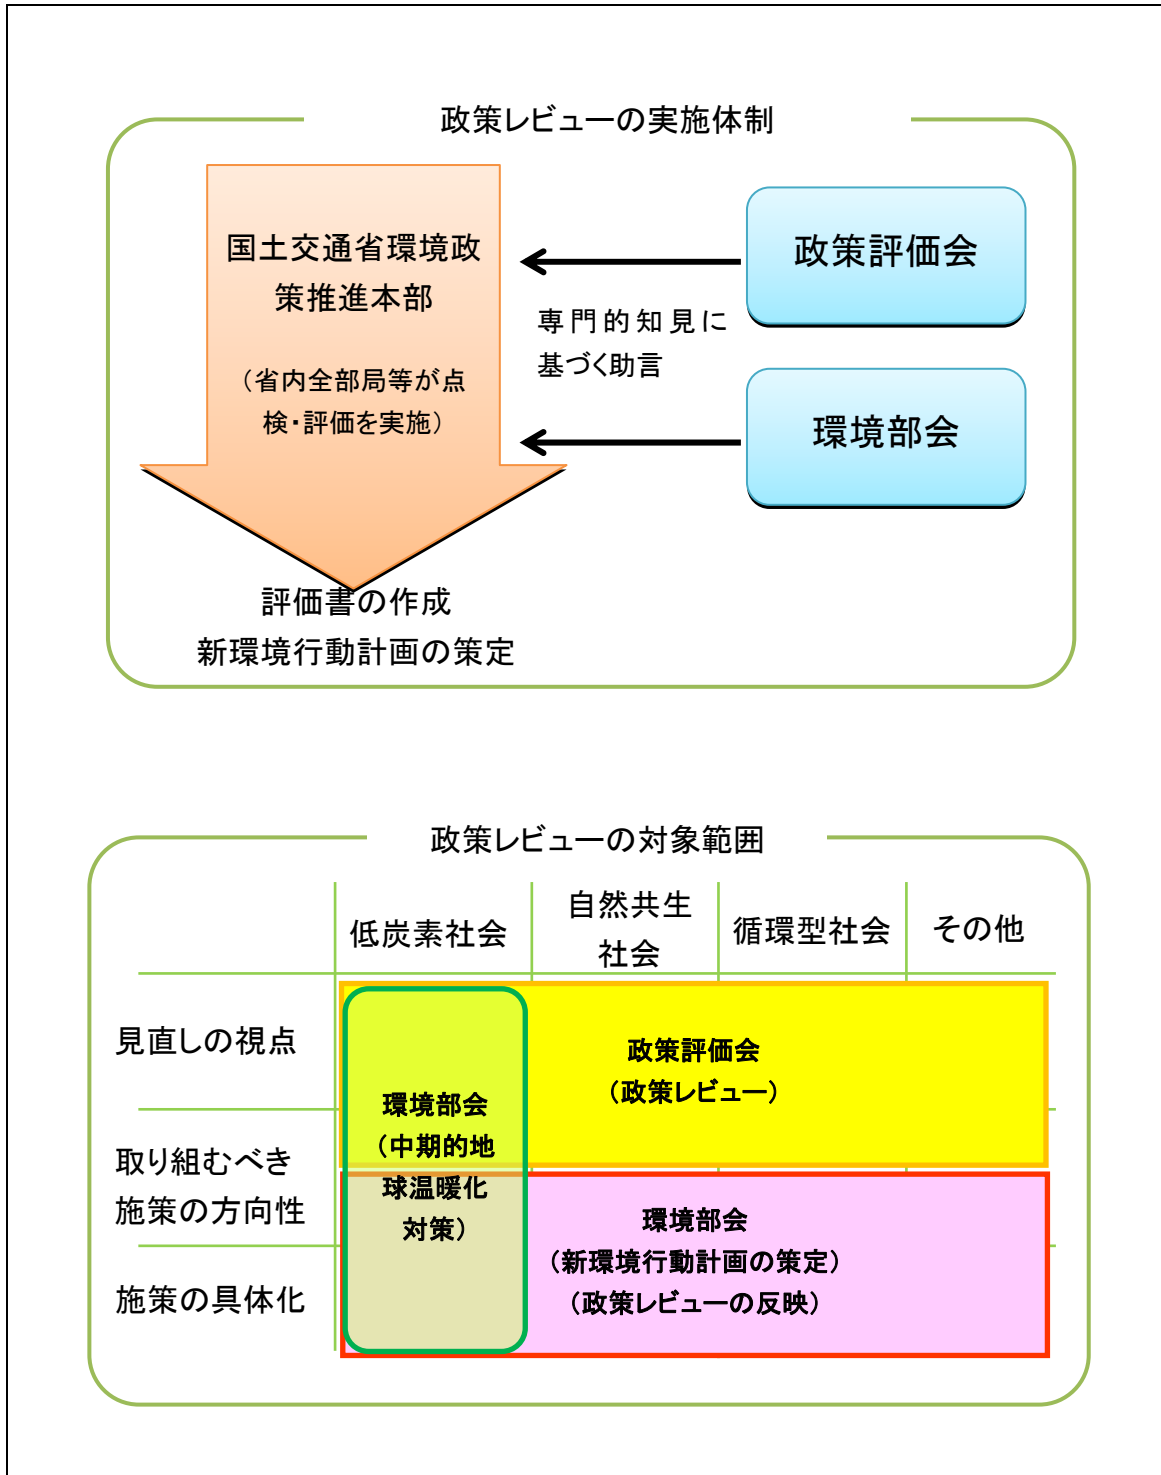 政策レビューの実施体制
国土交通省環境政
策推進本部
（省内全部局等が点
検・評価を実施）
政策評価会
専門的知見に
基づく助言
環境部会
評価書の作成
新環境行動計画の策定
政策レビューの対象範囲
低炭素社会
自然共生
社会
循環型社会
その他
見直しの視点
取り組むべき
施策の方向性
施策の具体化
政策評価会
（政策レビュー）
環境部会
（中期的地
球温暖化
対策）
環境部会
（新環境行動計画の策定）
（政策レビューの反映）